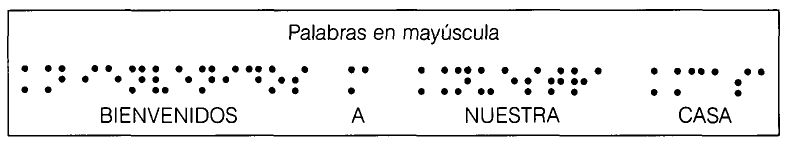 Palabras en mayúscula
⠨⠨⠃⠊⠑⠝⠧⠑⠝⠊⠙⠕⠎ ⠨⠁ ⠨⠨⠝⠥⠑⠎⠞⠗⠁ ⠨⠨⠉⠁⠎⠁
BIENVENIDOS A NUESTRA CASA